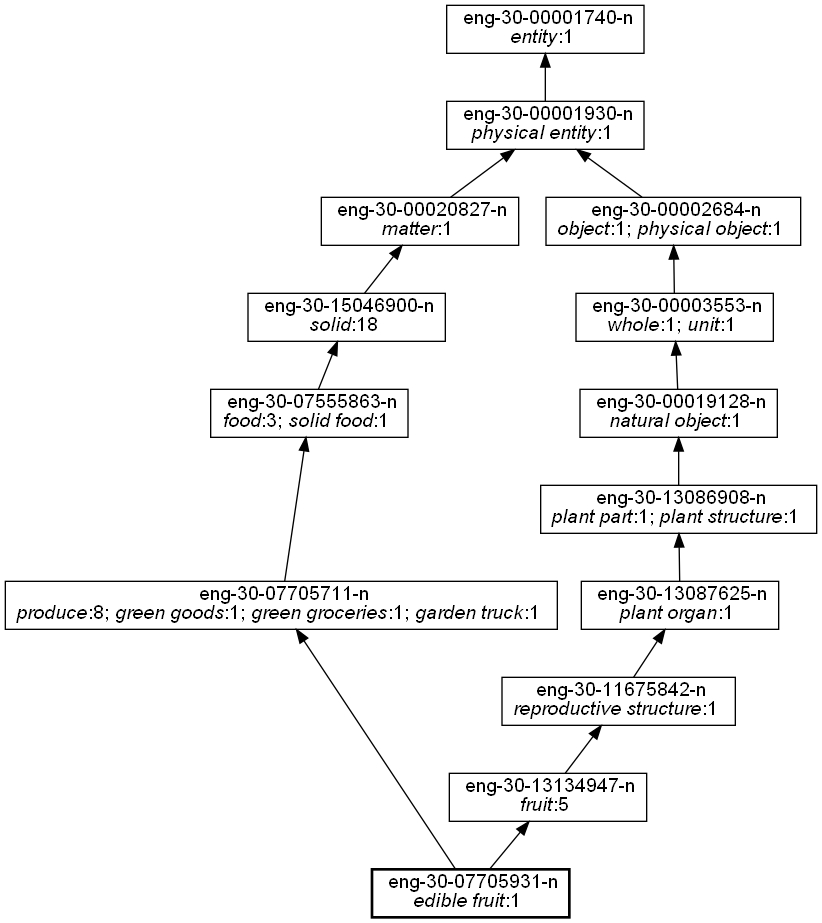 eng-30-00001740-n
entity:1
eng-30-00001930-n
physical entity:1
eng-30-00020827-n
matter:1
eng-30-00002684-n
object:1; physical object:1
eng-30-15046900-n
solid:18
eng-30-00003553-n
whole:1; unit:1
eng-30-07555863-n
food:3; solid food:1
eng-30-00019128-n
natural object:1
eng-30-13086908-n
plant part:1; plant structure:1
eng-30-07705711-n
produce:8; green goods:1; green groceries:1; garden truck:1
eng-30-13087625-n
plant organ:1
eng-30-11675842-n
reproductive structure:1
eng-30-13134947-n
fruit:5
eng-30-07705931-n
edible fruit:1